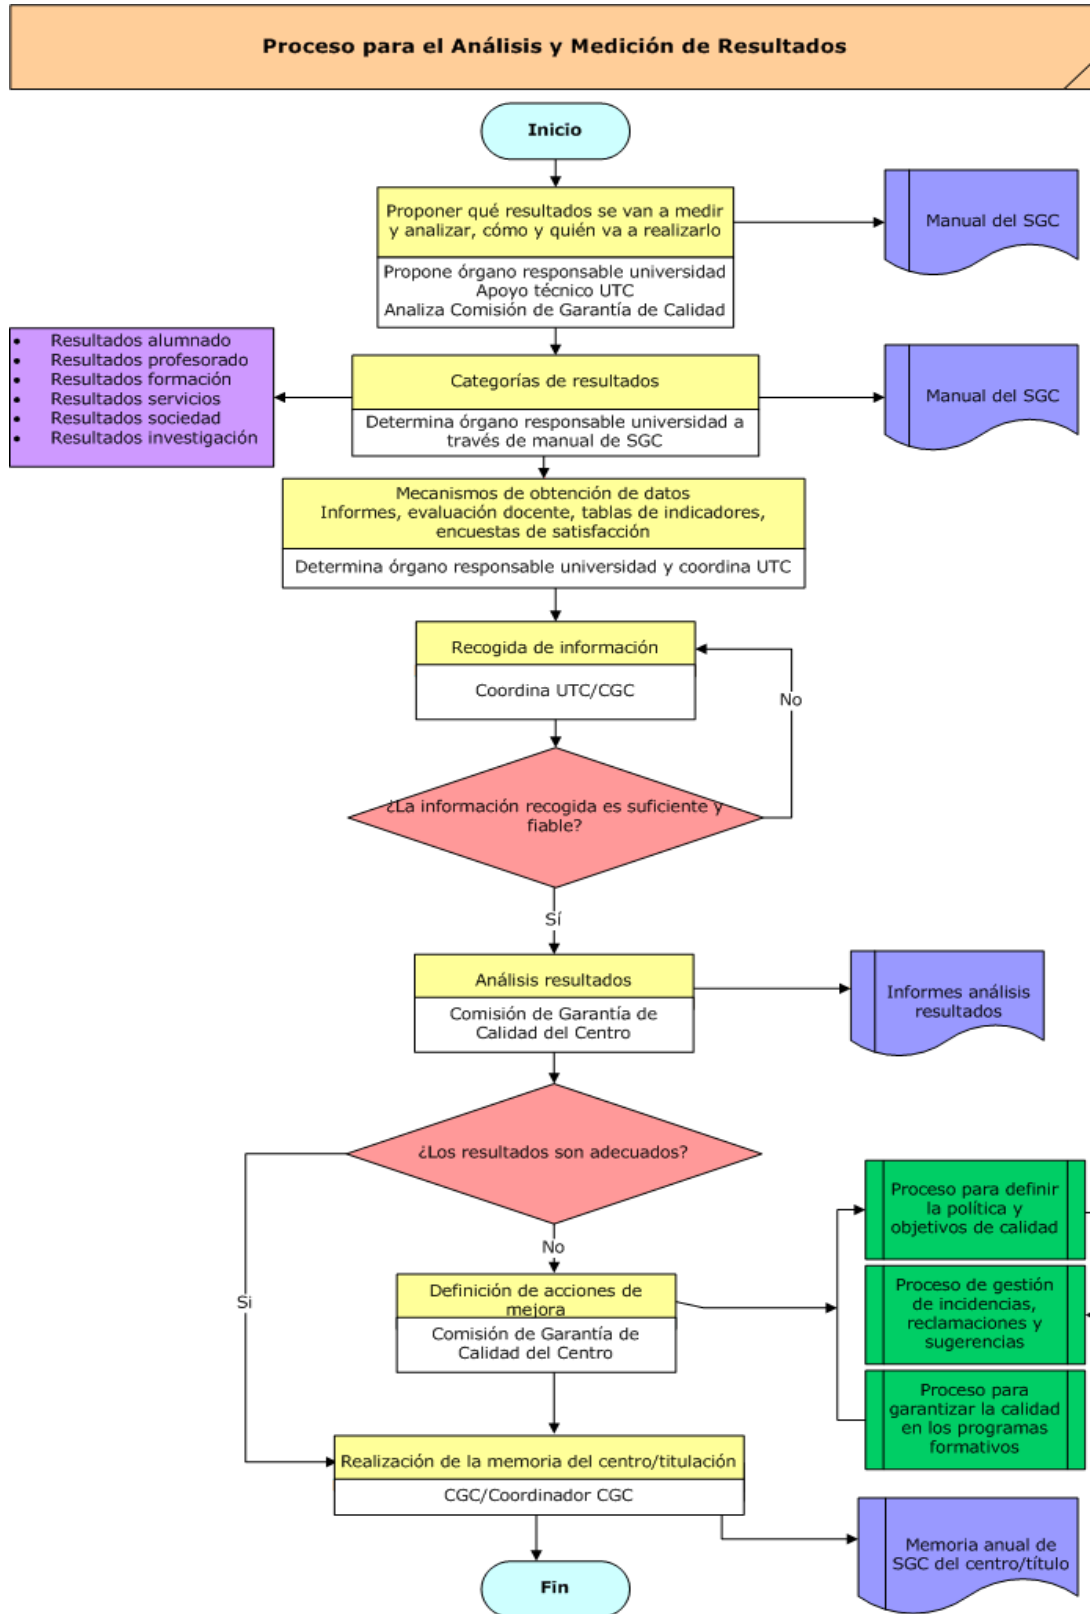 Proceso para el Análisis y Medición de Resultados
Inicio
Proponer qué resultados se van a medir
y analizar, cómo y quién va a realizarlo
Propone órgano responsable universidad
Apoyo técnico UTC
Analiza Comisión de Garantía de Calidad
Manual del SGC
• Resultados alumnado
• Resultados profesorado
• Resultados formación
• Resultados servicios
• Resultados sociedad
• Resultados investigación
Categorías de resultados
Determina órgano responsable universidad a
través de manual de SGC
Manual del SGC
Mecanismos de obtención de datos
Informes, evaluación docente, tablas de indicadores,
encuestas de satisfacción
Determina órgano responsable universidad y coordina UTC
Recogida de información
Coordina UTC/CGC
No
¿La información recogida es suficiente y
fiable?
Sí
Análisis resultados
Comisión de Garantía de
Calidad del Centro
Informes análisis
resultados
¿Los resultados son adecuados?
No
Si
Definición de acciones de
mejora
Comisión de Garantía de
Calidad del Centro
Proceso para definir
la política y
objetivos de calidad
Proceso de gestión
de incidencias,
reclamaciones y
sugerencias
Proceso para
garantizar la calidad
en los programas
formativos
Realización de la memoria del centro/titulación
CGC/Coordinador CGC
Memoria anual de
SGC del centro/título
Fin